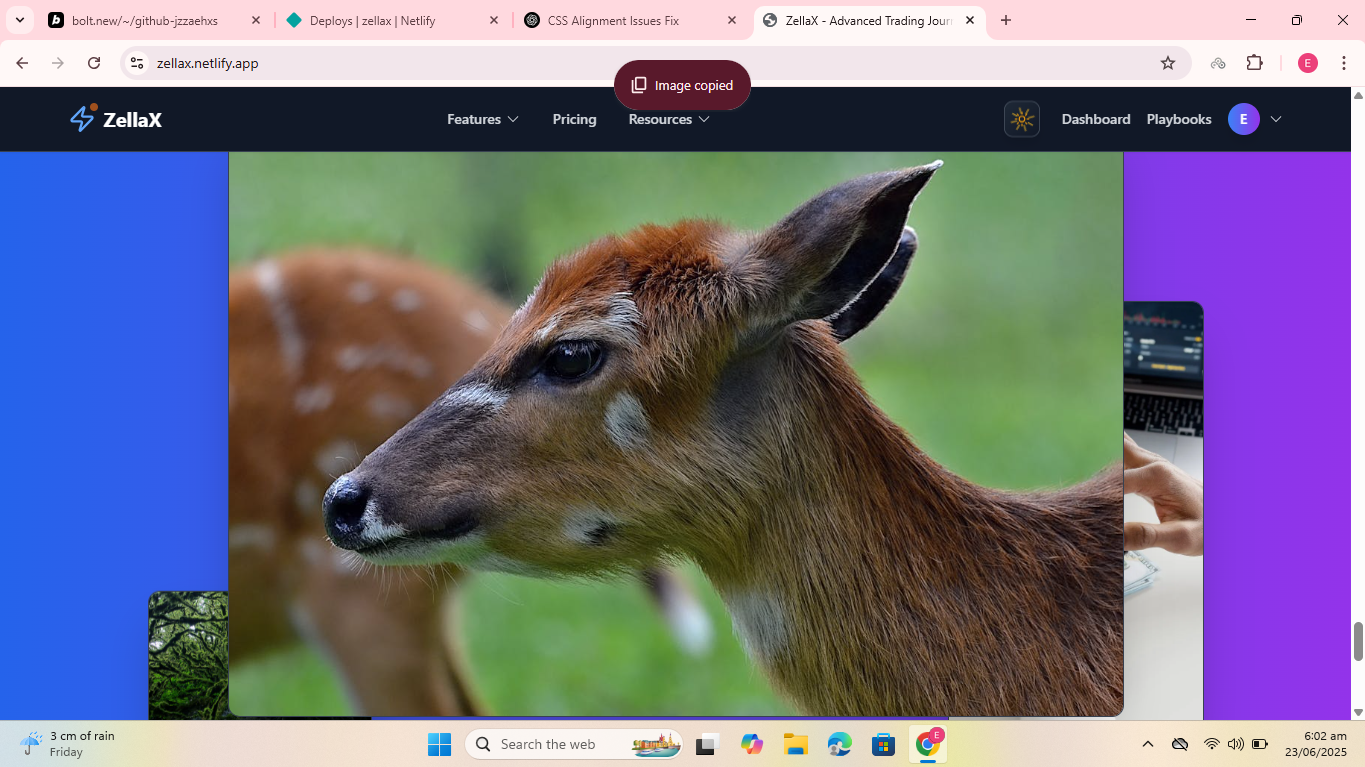 bolt.new/~/github-jzzaehxs
Deploys | zellax | Netlify
CSS Alignment Issues Fix
ZellaX - Advanced Trading Jour
zellax.netlify.app
E
Image copied
ZellaX
Features
Pricing
Resources
Dashboard
Playbooks
E
3 cm of rain
Friday
Search the web
E
6:02 am
23/06/2025